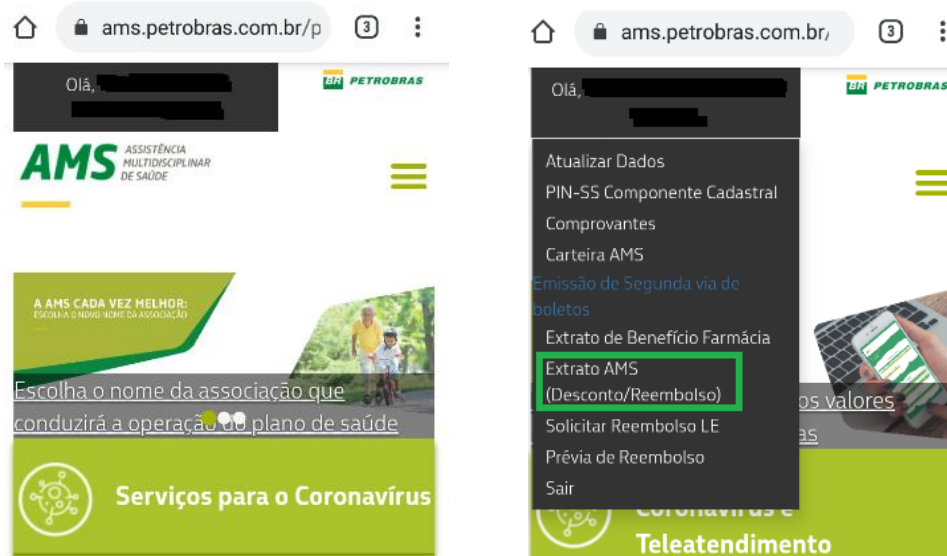 ams.petrobras.com.br/p
3
Olá,
BR PETROBRAS
AMS ASSISTÊNCIA
MULTIDISCIPLINAR
DE SAÚDE
A AMS CADA VEZ MELHOR:
ESCOLHA O NOVO NOME DA ASSOCIAÇÃO
Escolha o nome da associação que
conduzirá a operação do plano de saúde
Serviços para o Coronavírus
ams.petrobras.com.br/
3
Olá,
BR PETROBRAS
Atualizar Dados
PIN-SS Componente Cadastral
Comprovantes
Carteira AMS
Emissão de Segunda via de
boletos
Extrato de Benefício Farmácia
Extrato AMS
(Desconto/Reembolso)
os valores
Solicitar Reembolso LE
as
Prévia de Reembolso
Sair
Coronavírus e
Teleatendimento